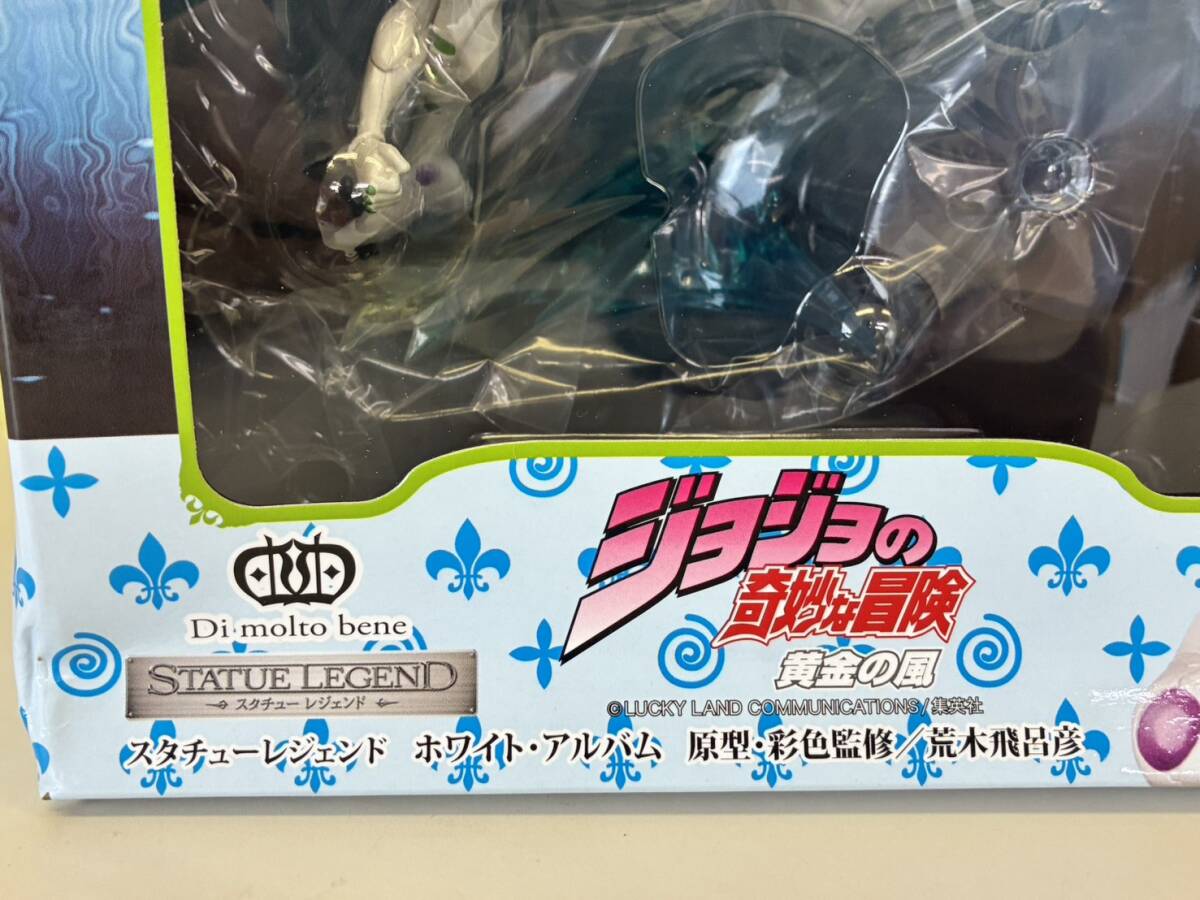 ジョジョの
奇妙な冒険
黄金の風
©LUCKY LAND COMMUNICATIONS/集英社
Di molto bene
STATUE LEGEND
スタチュー レジェンド
スタチューレジェンド ホワイト・アルバム 原型・彩色監修／荒木飛呂彦